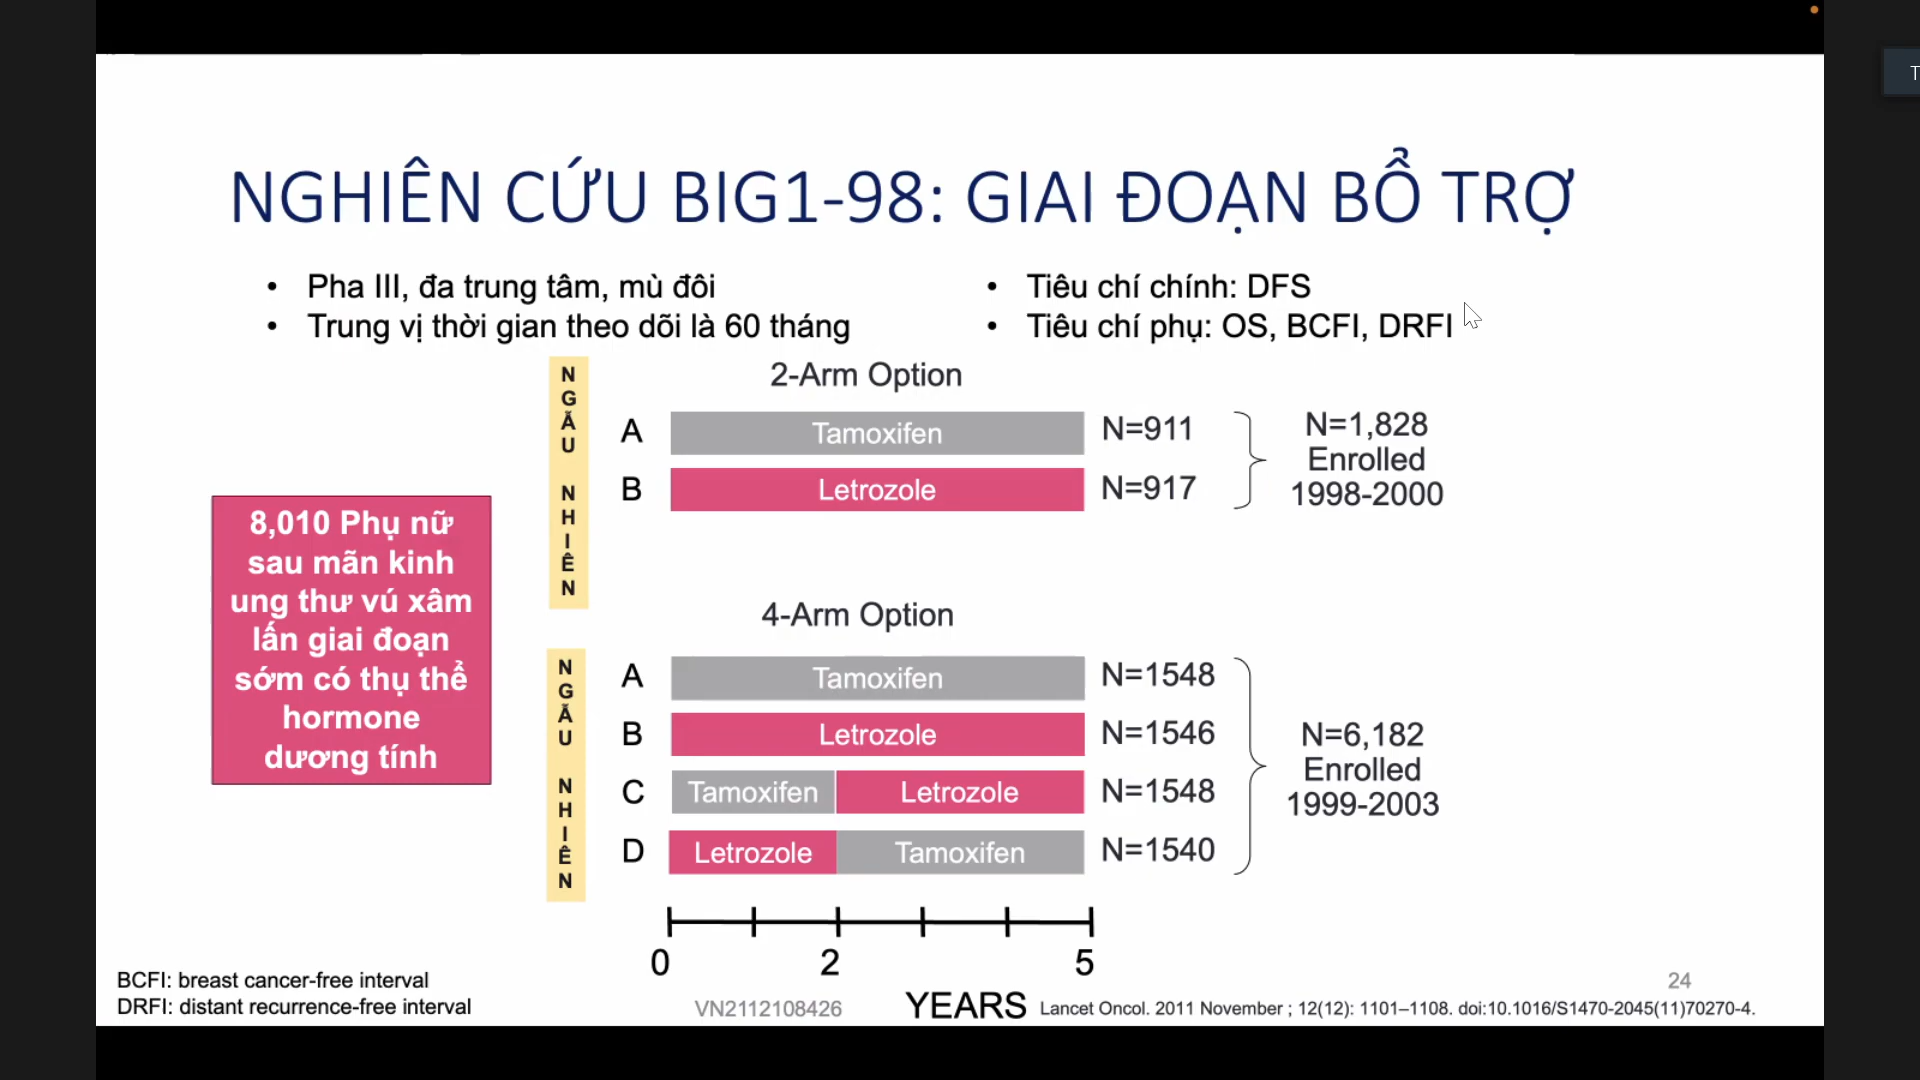 T
NGHIÊN CỨU BIG1-98: GIAI ĐOẠN BỔ TRỢ
• Pha III, đa trung tâm, mù đôi
• Trung vị thời gian theo dõi là 60 tháng
• Tiêu chí chính: DFS
• Tiêu chí phụ: OS, BCFI, DRFI
8,010 Phụ nữ
sau mãn kinh
ung thư vú xâm
lấn giai đoạn
sớm có thụ thể
hormone
dương tính
NGẪU NHIÊN
2-Arm Option
A Tamoxifen N=911
B Letrozole N=917
N=1,828
Enrolled
1998-2000
NGẪU NHIÊN
4-Arm Option
A Tamoxifen N=1548
B Letrozole N=1546
C Tamoxifen Letrozole N=1548
D Letrozole Tamoxifen N=1540
N=6,182
Enrolled
1999-2003
0 2 5
YEARS
BCFI: breast cancer-free interval
DRFI: distant recurrence-free interval
VN2112108426
24
Lancet Oncol. 2011 November ; 12(12): 1101–1108. doi:10.1016/S1470-2045(11)70270-4.